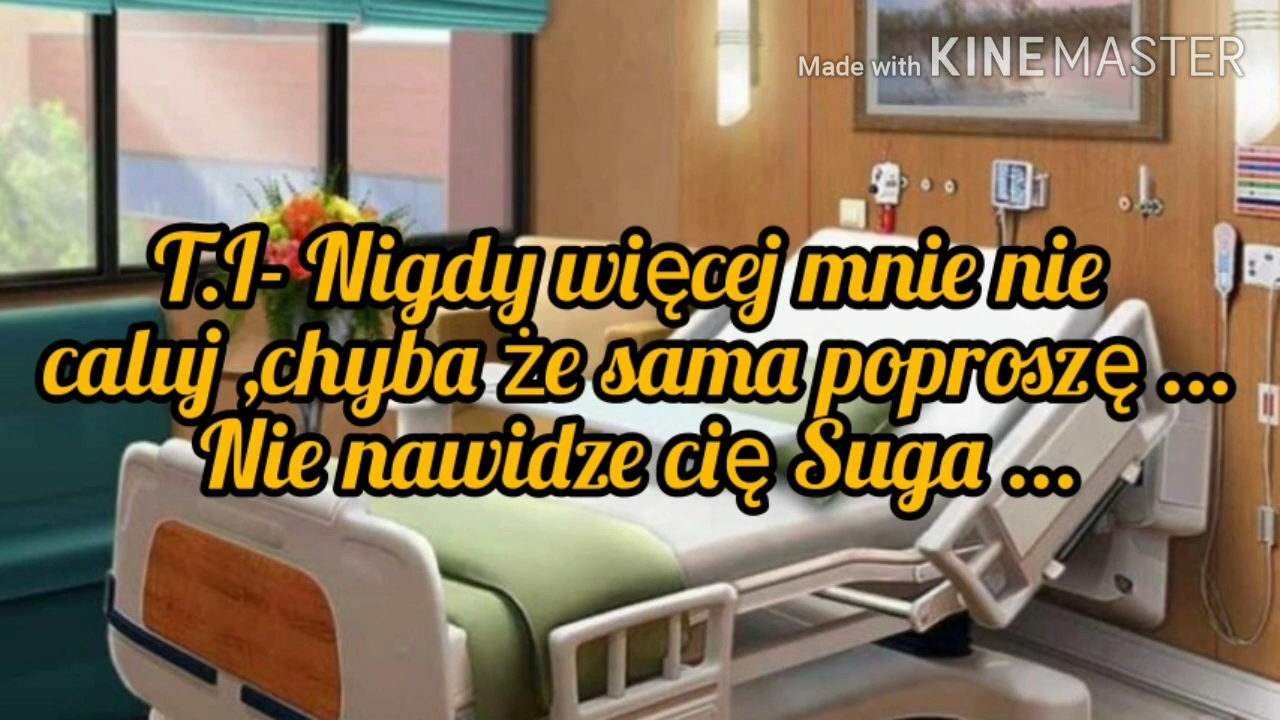 Made with KINEMASTER
T.I- Nigdy więcej mnie nie
caluj ,chyba że sama poproszę ...
Nie nawidze cię Suga ...